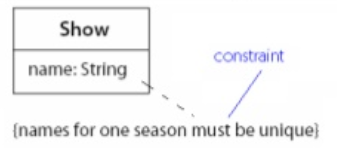 Show
name: String
constraint
{names for one season must be unique}